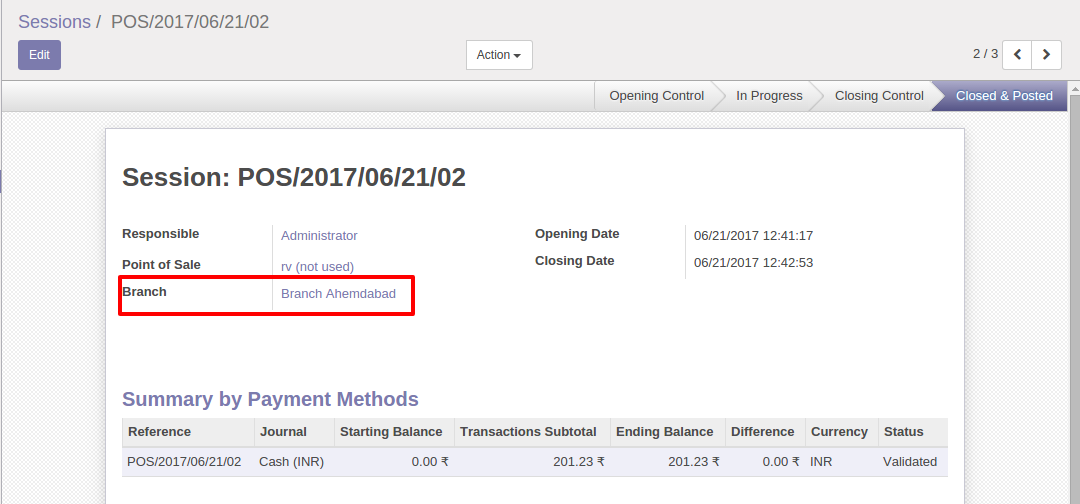 Sessions / POS/2017/06/21/02
Edit
Action
2 / 3
Opening Control
In Progress
Closing Control
Closed & Posted
Session: POS/2017/06/21/02
Responsible Administrator
Opening Date 06/21/2017 12:41:17
Point of Sale rv (not used)
Closing Date 06/21/2017 12:42:53
Branch Branch Ahemdabad
Summary by Payment Methods
Reference Journal Starting Balance Transactions Subtotal Ending Balance Difference Currency Status
POS/2017/06/21/02 Cash (INR) 0.00 ₹ 201.23 ₹ 201.23 ₹ 0.00 ₹ INR Validated